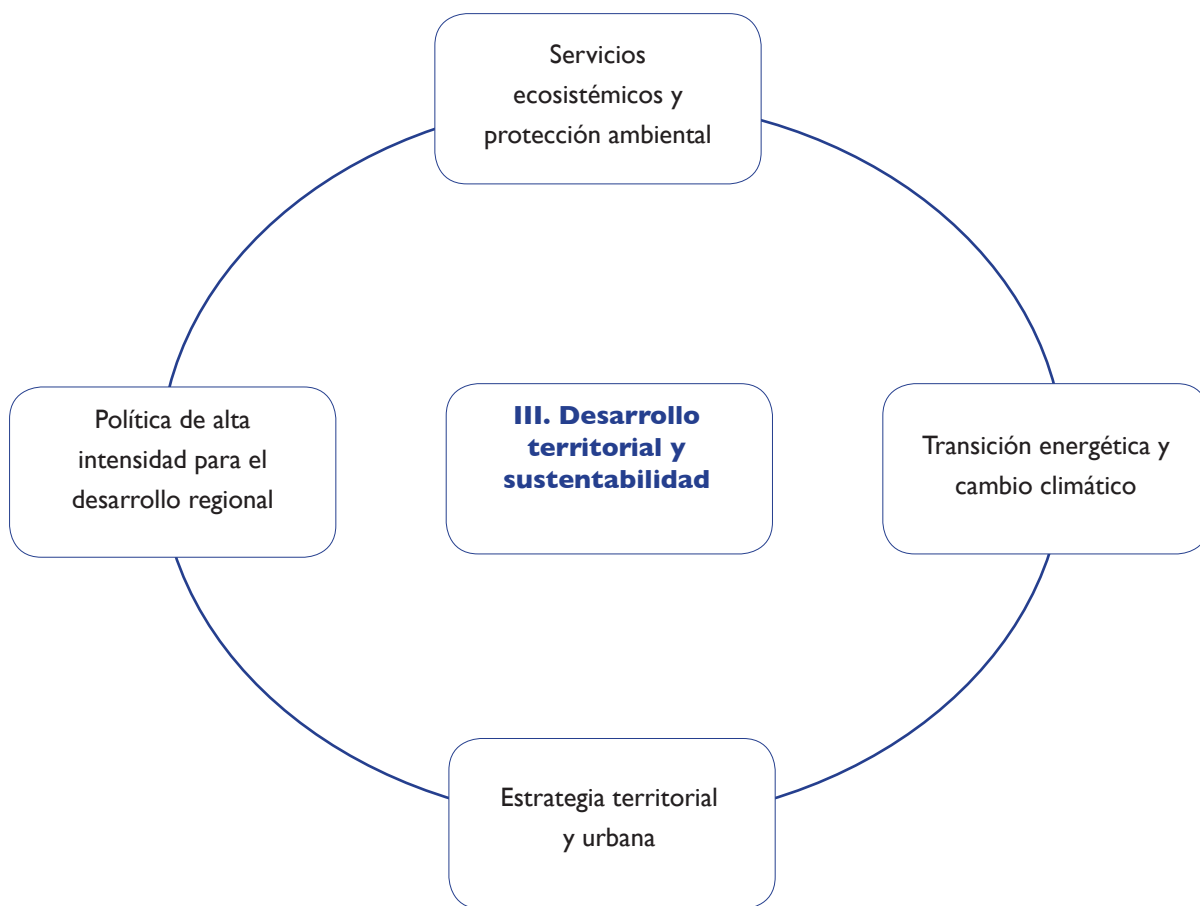 Servicios
ecosistémicos y
protección ambiental
Política de alta
intensidad para el
desarrollo regional
III. Desarrollo
territorial y
sustentabilidad
Transición energética y
cambio climático
Estrategia territorial
y urbana